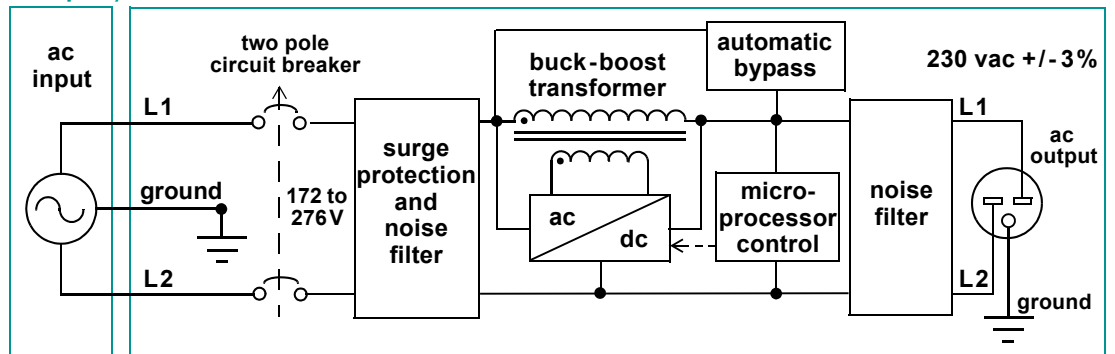 ac
input
two pole
circuit breaker
L1
ground
172 to
276V
L2
surge
protection
and
noise
filter
buck-boost
transformer
ac
dc
automatic
bypass
micro-
processor
control
noise
filter
230 vac +/-3%
L1
ac
output
L2
ground